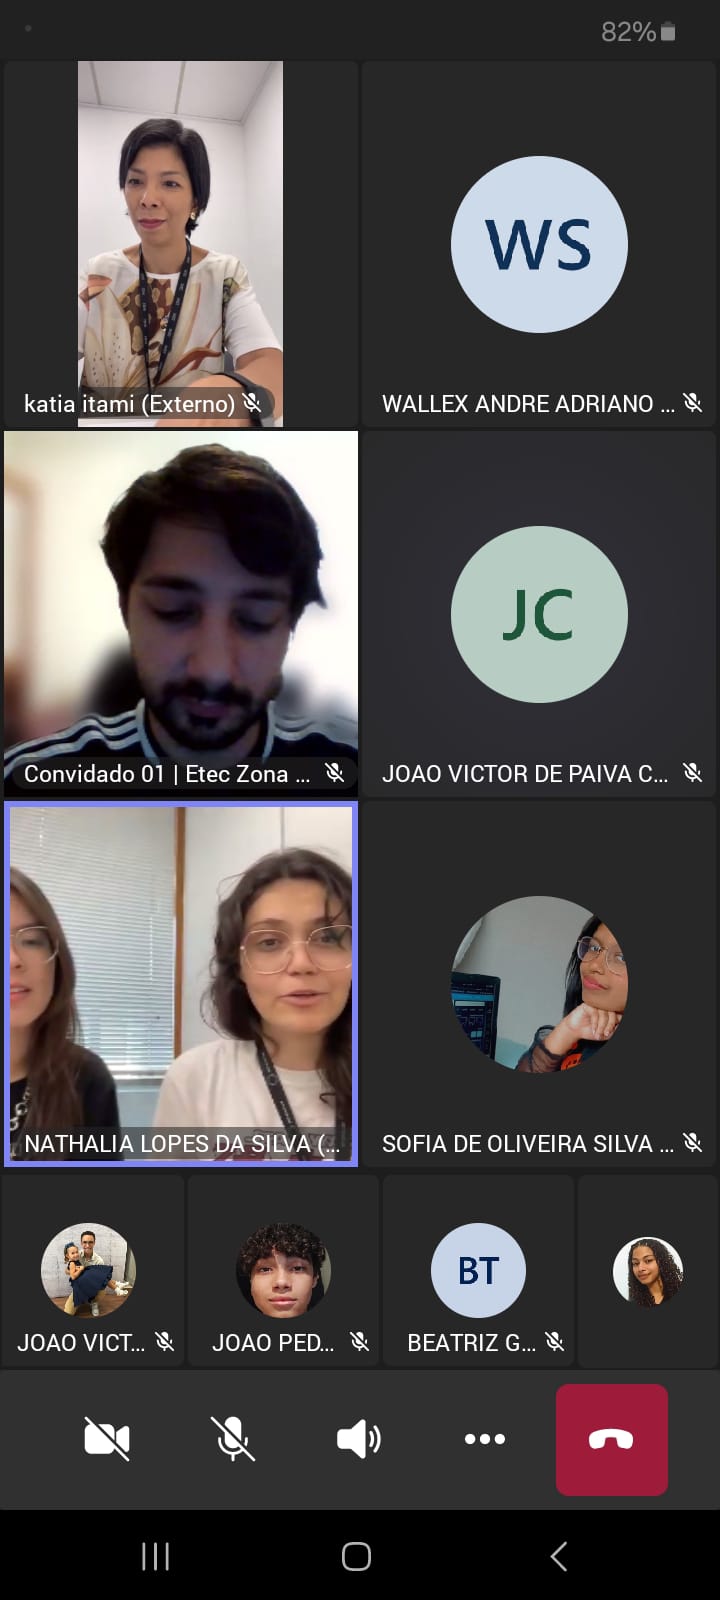 82%
WS
katia itami (Externo)
WALLEX ANDRE ADRIANO ...
JC
Convidado 01 | Etec Zona ...
JOAO VICTOR DE PAIVA C...
NATHALIA LOPES DA SILVA (...
SOFIA DE OLIVEIRA SILVA ...
BT
JOAO VICT...
JOAO PED...
BEATRIZ G...